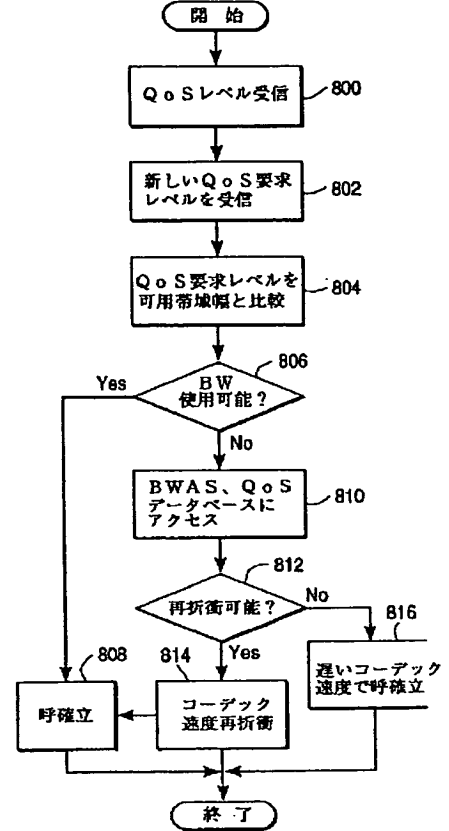 開 始
QoSレベル受信
800
新しいQoS要求
レベルを受信
802
QoS要求レベルを
可用帯域幅と比較
804
806
BW
使用可能?
Yes
No
BWAS、QoS
データベースに
アクセス
810
812
再折衝可能?
No
Yes
808
呼確立
814
コーデック
速度再折衝
816
遅いコーデック
速度で呼確立
終 了